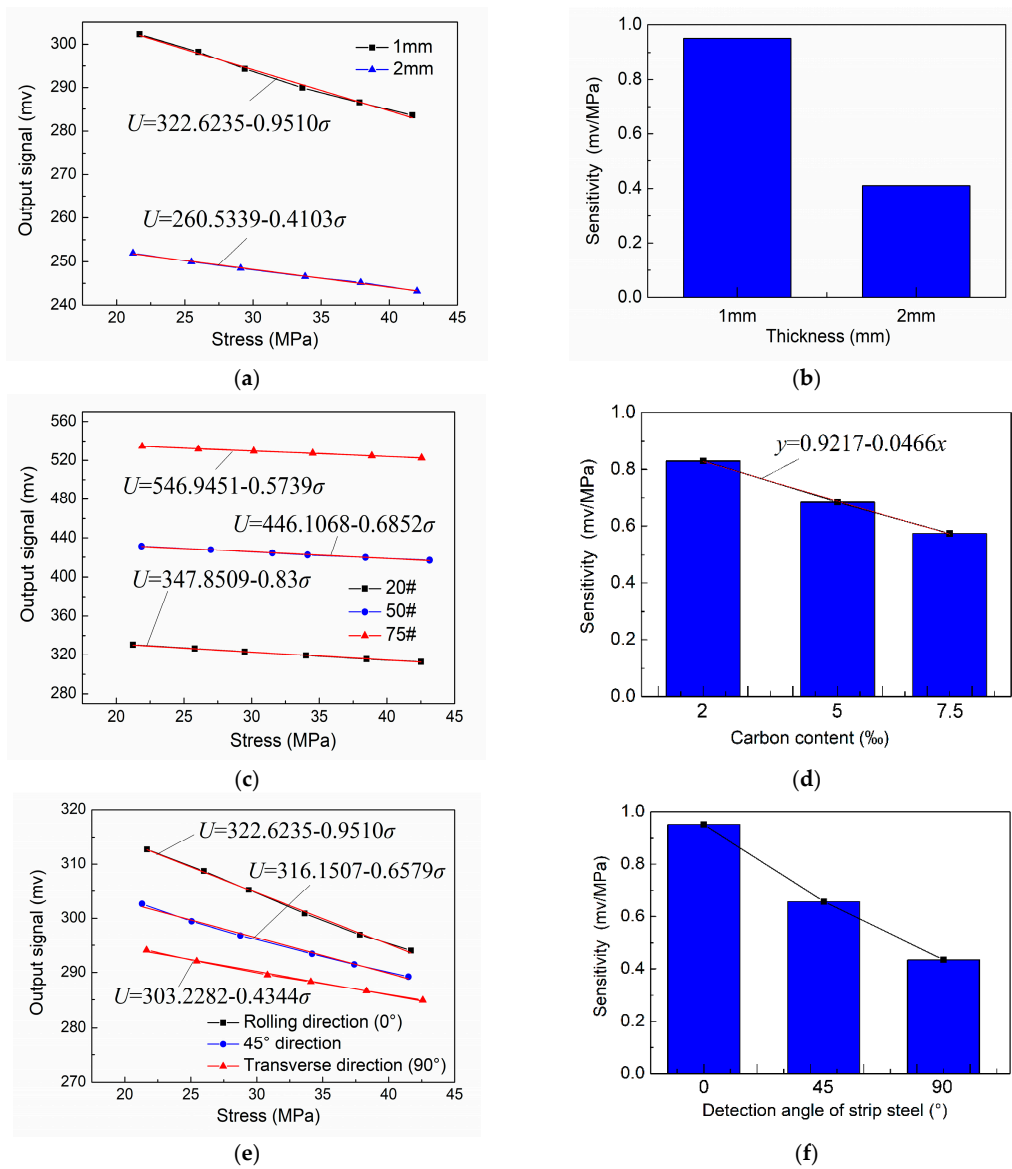 300
290
280
270
260
250
240
20 25 30 35 40 45
Output signal (mv)
Stress (MPa)
1mm
2mm
U=322.6235-0.9510σ
U=260.5339-0.4103σ
(a)
1.0
0.8
0.6
0.4
0.2
0.0
Sensitivity (mv/MPa)
1mm 2mm
Thickness (mm)
(b)
560
520
480
440
400
360
320
280
20 25 30 35 40 45
Output signal (mv)
Stress (MPa)
U=546.9451-0.5739σ
U=446.1068-0.6852σ
U=347.8509-0.83σ
20#
50#
75#
(c)
1.0
0.8
0.6
0.4
0.2
0.0
Sensitivity (mv/MPa)
y=0.9217-0.0466x
2 5 7.5
Carbon content (‰)
(d)
320
310
300
290
285
270
20 25 30 35 40 45
Output signal (mv)
Stress (MPa)
U=322.6235-0.9510σ
U=316.1507-0.6579σ
U=303.2282-0.4344σ
Rolling direction (0°)
45° direction
Transverse direction (90°)
(e)
1.0
0.8
0.6
0.4
0.2
0.0
Sensitivity (mv/MPa)
0 45 90
Detection angle of strip steel (°)
(f)